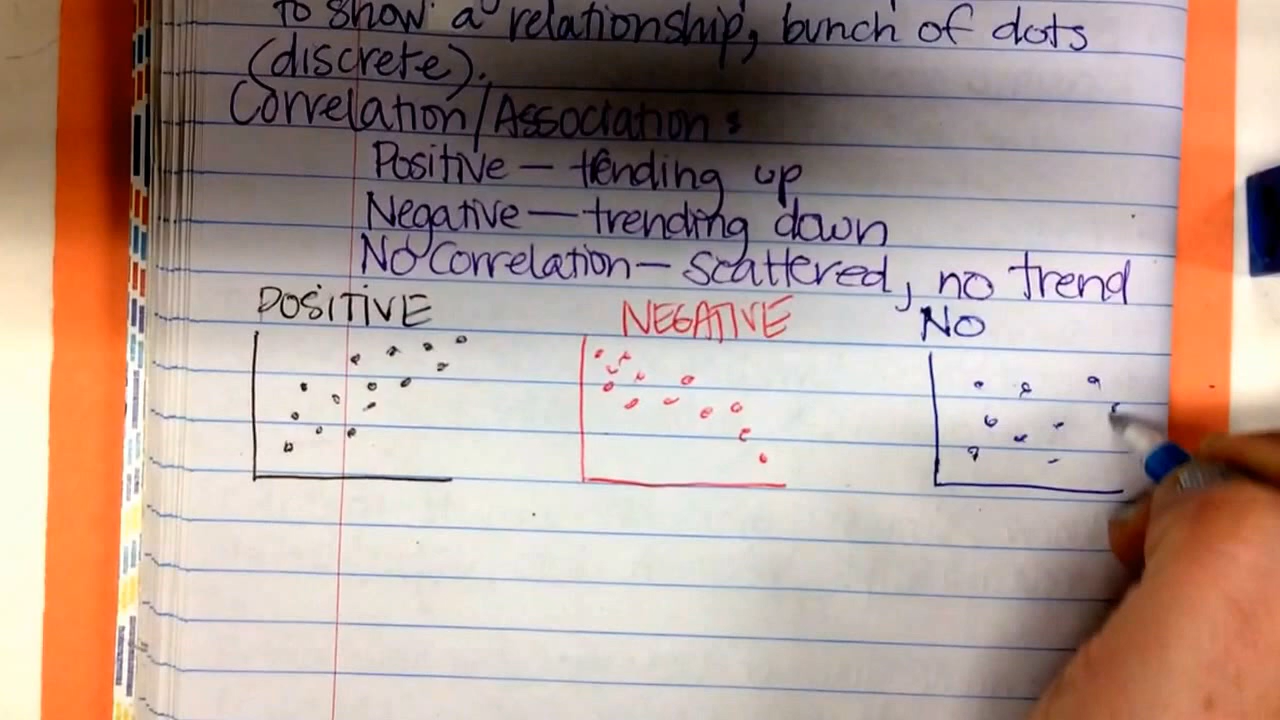 to show a relationship, bunch of dots
(discrete).
Correlation/Association:
Positive — tending up
Negative — trending down
No Correlation — scattered, no trend
POSITIVE NEGATIVE NO